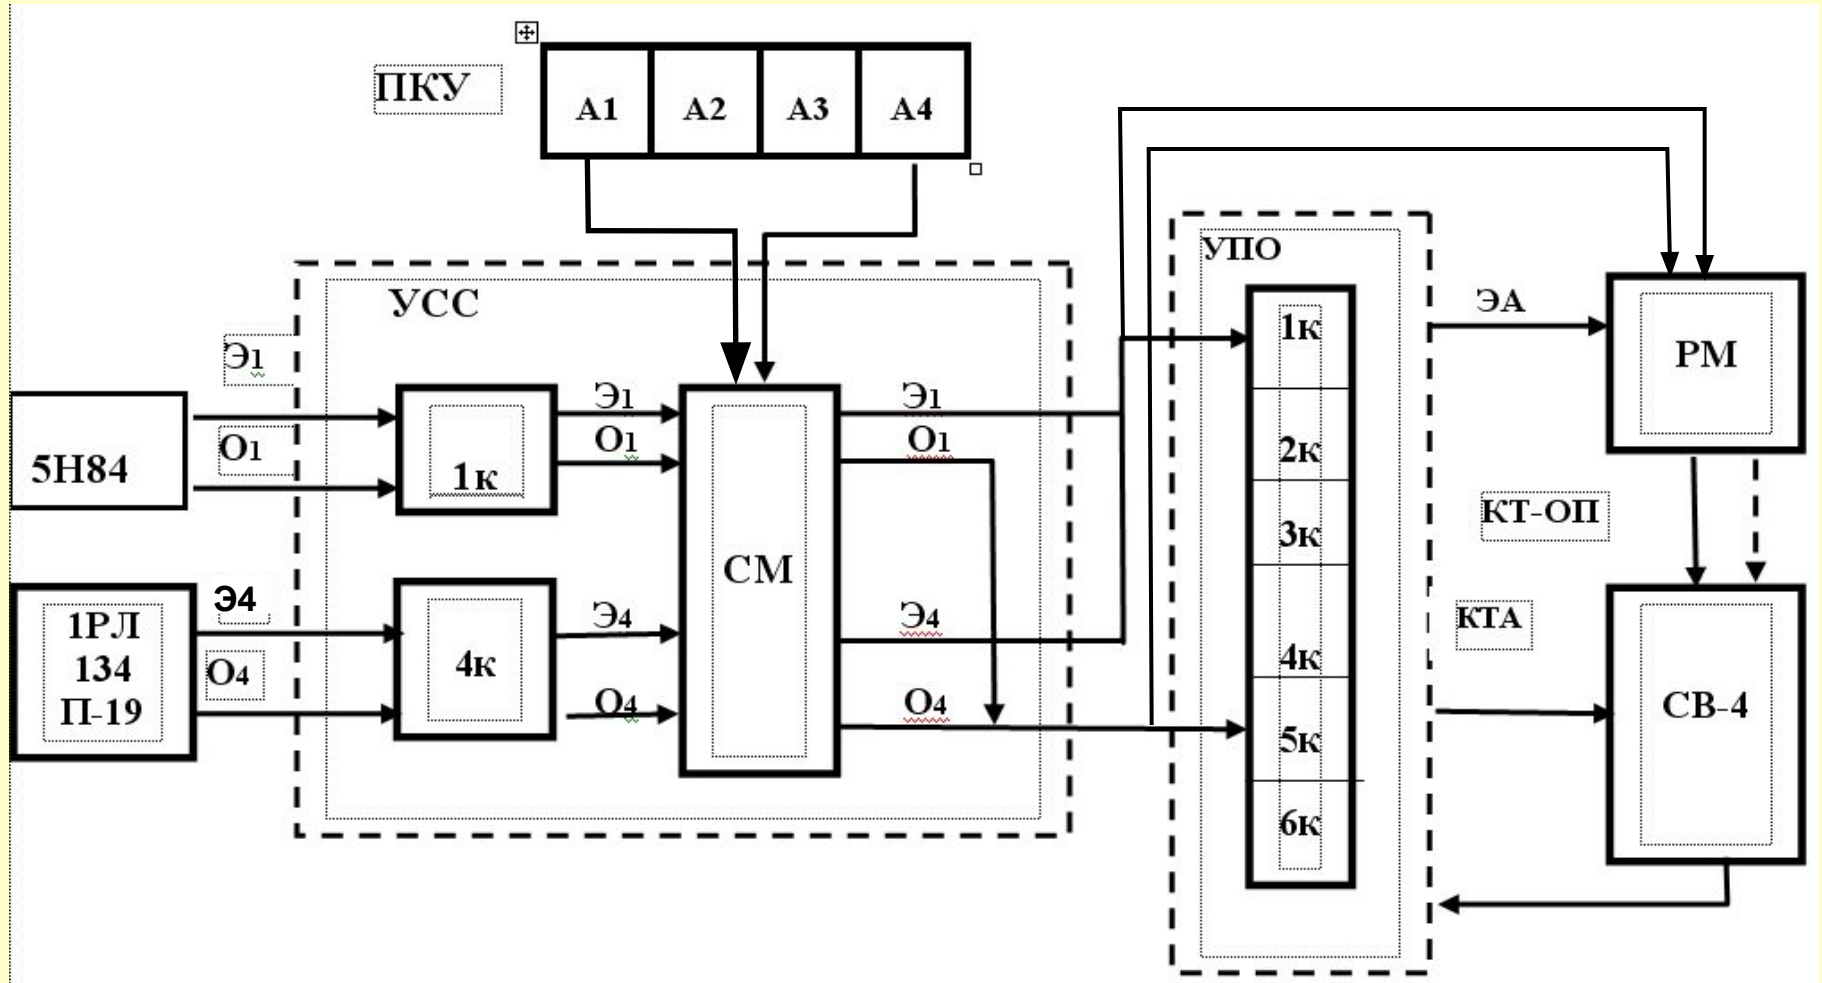 ПКУ
А1
А2
А3
А4
УСС
УПО
Э1
О1
5Н84
1к
Э1
О1
Э1
О1
1РЛ
134
П-19
Э4
О4
4к
Э4
О4
СМ
Э4
О4
1к
2к
3к
4к
5к
6к
ЭА
РМ
КТ-ОП
КТА
СВ-4